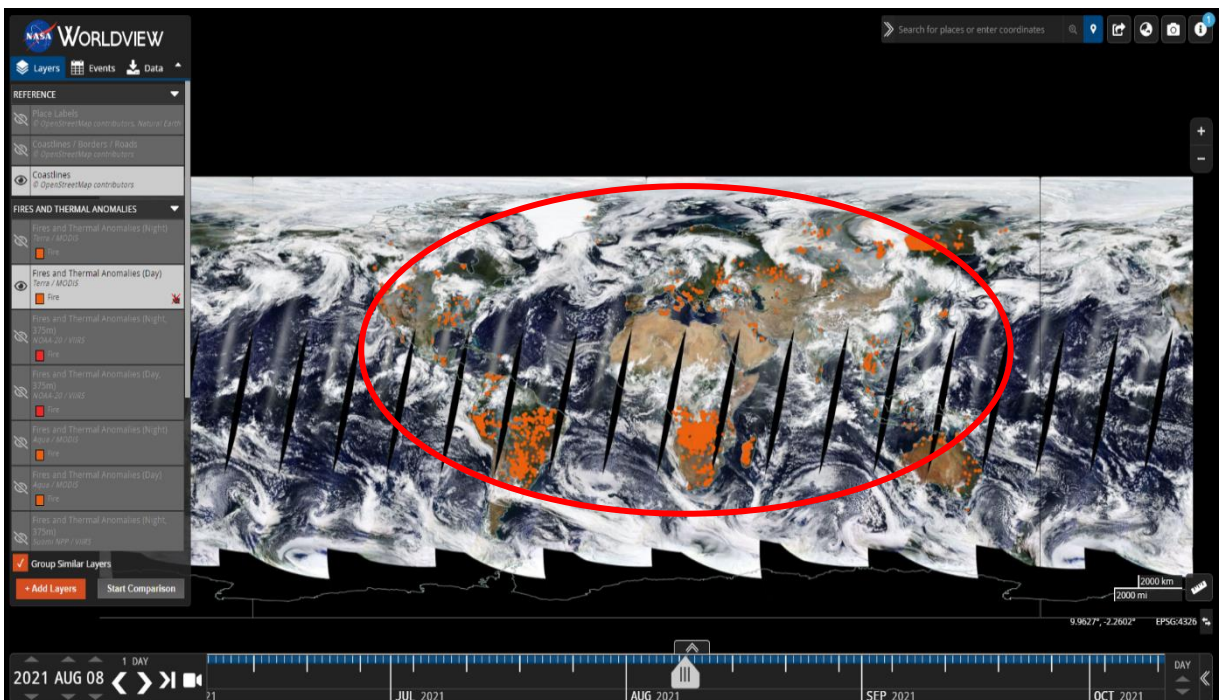 NASA WORLDVIEW
Search for places or enter coordinates
1
Layers Events Data
REFERENCE
Place Labels
© OpenStreetMap contributors, Natural Earth
Coastlines / Borders / Roads
© OpenStreetMap contributors
Coastlines
© OpenStreetMap contributors
FIRES AND THERMAL ANOMALIES
Fires and Thermal Anomalies (Night)
Terra / MODIS
Fire
Fires and Thermal Anomalies (Day)
Terra / MODIS
Fire
Fires and Thermal Anomalies (Night,
375m)
NOAA-20 / VIIRS
Fire
Fires and Thermal Anomalies (Day,
375m)
NOAA-20 / VIIRS
Fire
Fires and Thermal Anomalies (Night)
Aqua / MODIS
Fire
Fires and Thermal Anomalies (Day)
Aqua / MODIS
Fire
Fires and Thermal Anomalies (Night,
375m)
Suomi NPP / VIIRS
Group Similar Layers
+ Add Layers Start Comparison
2000 km
2000 mi
9.9627°, -2.2602° EPSG:4326
2021 AUG 08
1 DAY
21 JUL 2021 AUG 2021 SEP 2021 OCT 2021
DAY